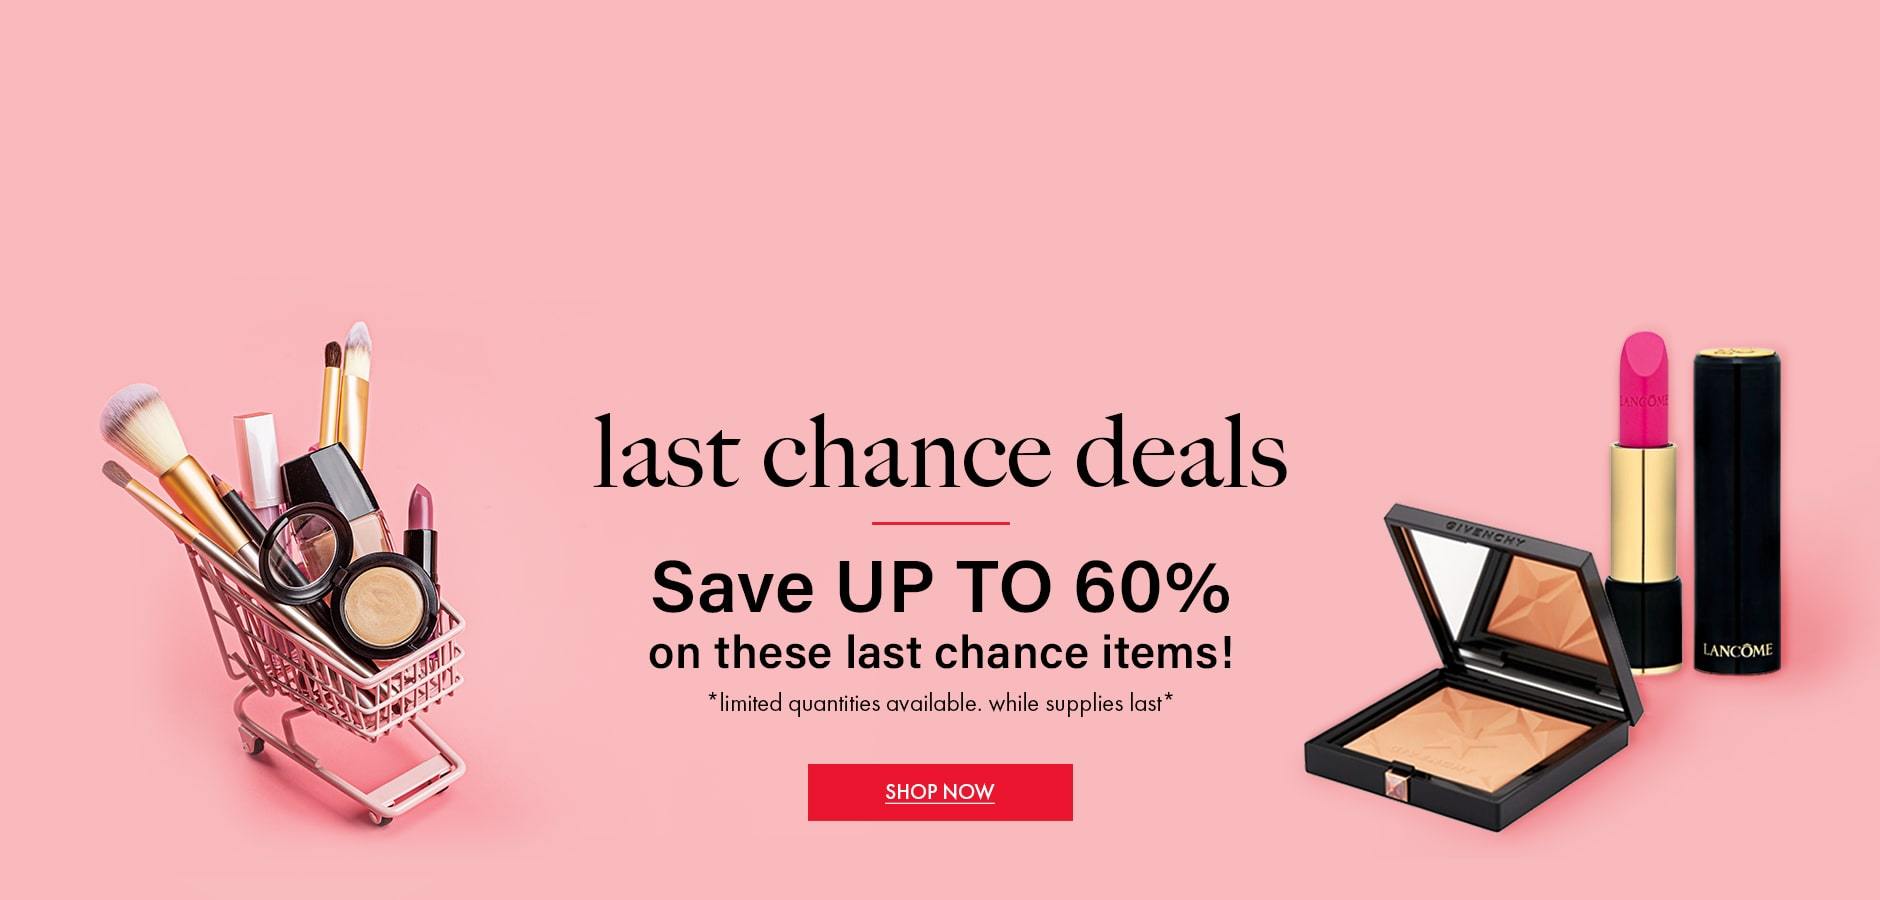 last chance deals
Save UP TO 60%
on these last chance items!
*limited quantities available. while supplies last*
SHOP NOW
LANCÔME
LANCÔME
GIVENCHY
GIVENCHY